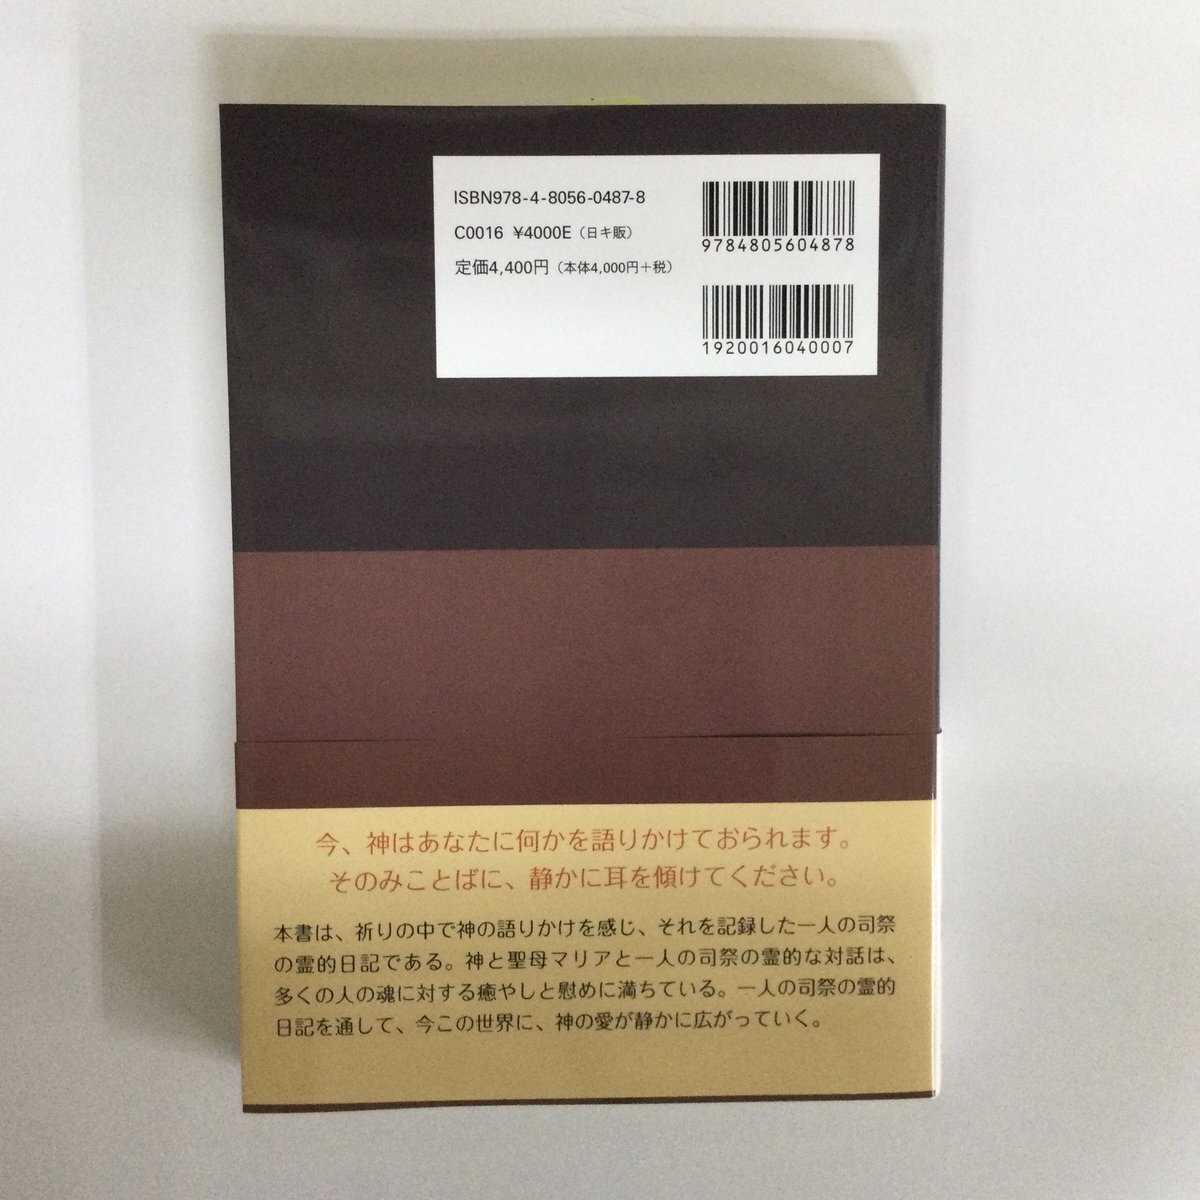 ISBN978-4-8056-0487-8
C0016 ¥4000E（日キ販）
定価4,400円（本体4,000円＋税）
9784805604878
1920016040007
今、神はあなたに何かを語りかけておられます。
そのみことばに、静かに耳を傾けてください。
本書は、祈りの中で神の語りかけを感じ、それを記録した一人の司祭
の霊的日記である。神と聖母マリアと一人の司祭の霊的な対話は、
多くの人の魂に対する癒やしと慰めに満ちている。一人の司祭の霊的
日記を通して、今この世界に、神の愛が静かに広がっていく。